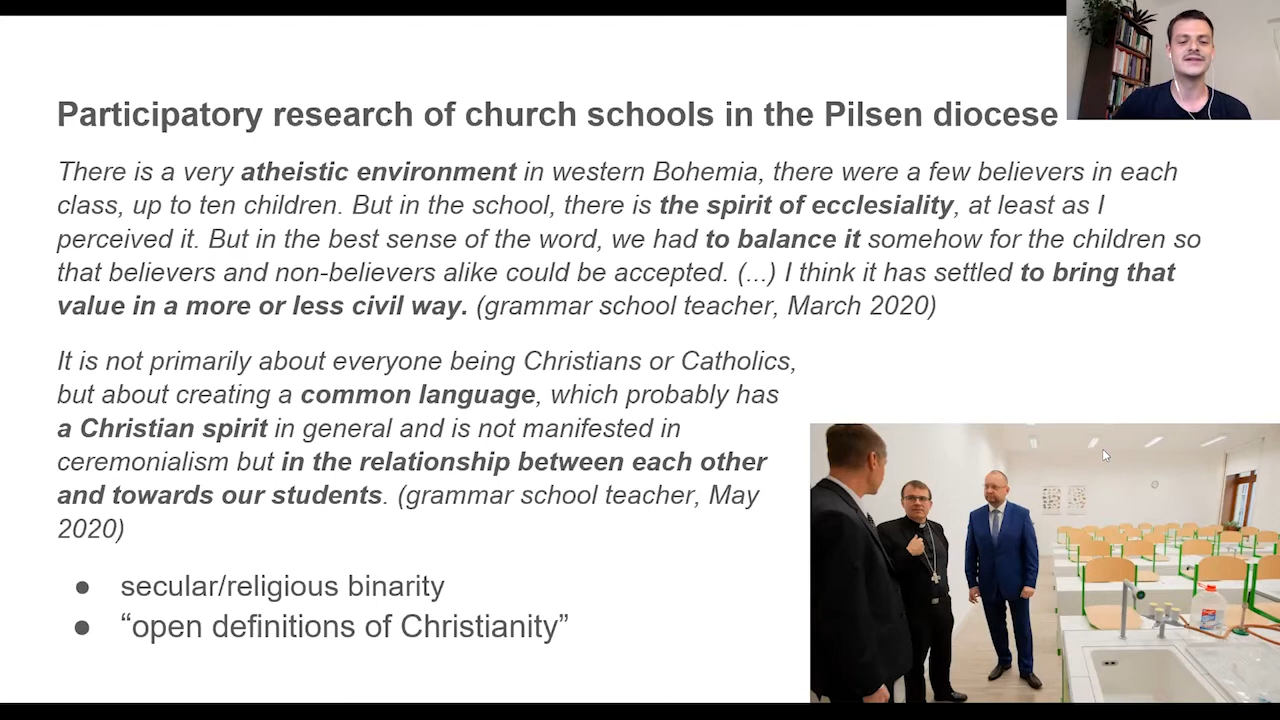 Participatory research of church schools in the Pilsen diocese
There is a very atheistic environment in western Bohemia, there were a few believers in each
class, up to ten children. But in the school, there is the spirit of ecclesiality, at least as I
perceived it. But in the best sense of the word, we had to balance it somehow for the children so
that believers and non-believers alike could be accepted. (...) I think it has settled to bring that
value in a more or less civil way. (grammar school teacher, March 2020)
It is not primarily about everyone being Christians or Catholics,
but about creating a common language, which probably has
a Christian spirit in general and is not manifested in
ceremonialism but in the relationship between each other
and towards our students. (grammar school teacher, May
2020)
● secular/religious binarity
● “open definitions of Christianity”